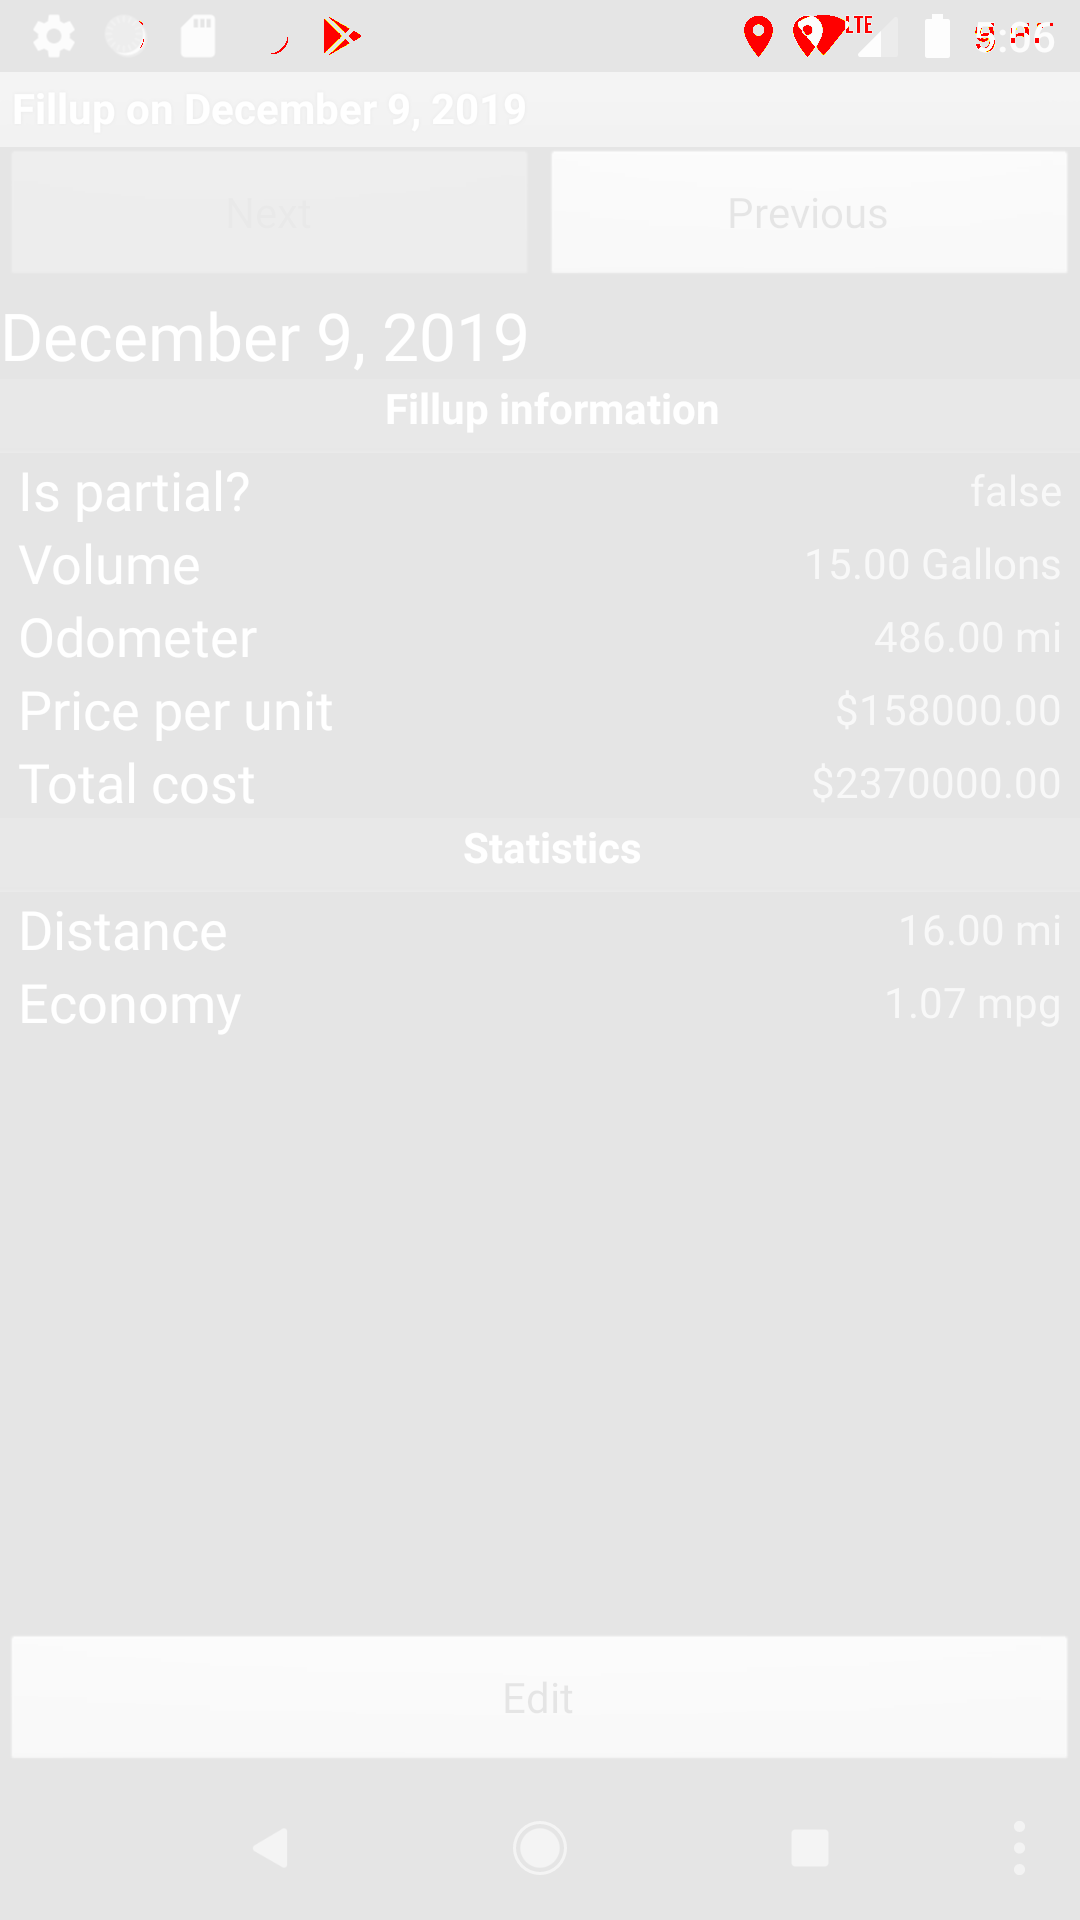 LTE
Fillup on December 9, 2019
Next Previous
December 9, 2019
Fillup information
Is partial? false
Volume 15.00 Gallons
Odometer 486.00 mi
Price per unit $158000.00
Total cost $2370000.00
Statistics
Distance 16.00 mi
Economy 1.07 mpg
Edit